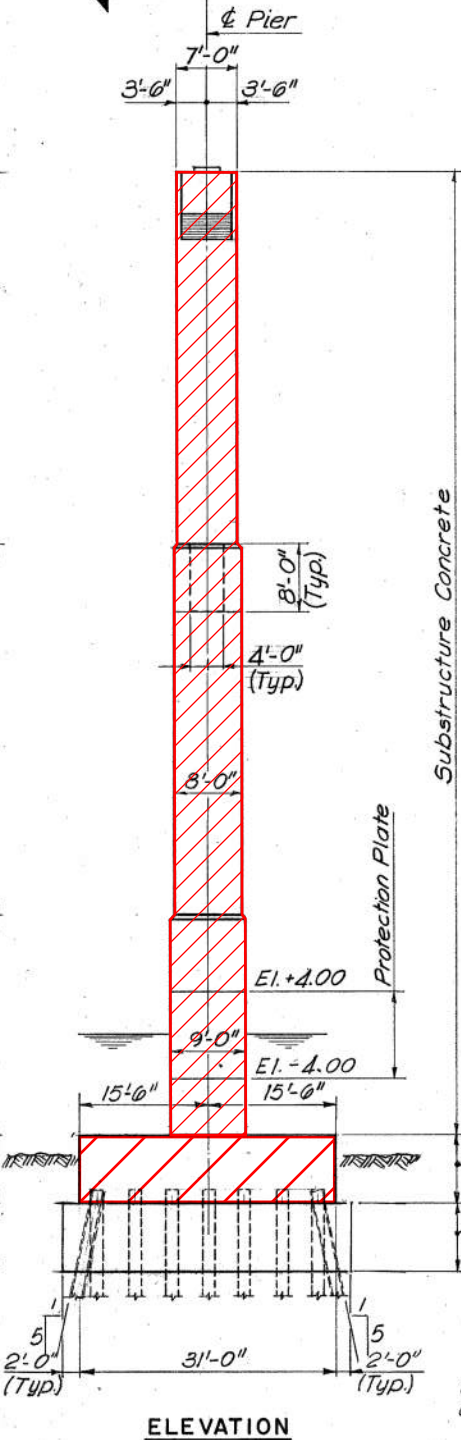 ℄ Pier
7'-0"
3'-6" 3'-6"
8'-0"
(Typ.)
4'-0"
(Typ.)
Substructure Concrete
8'-0"
Protection Plate
El. +4.00
9'-0"
El. -4.00
15'-6" 15'-6"
1 1
5 5
2'-0" 31'-0" 2'-0"
(Typ.) (Typ.)
ELEVATION